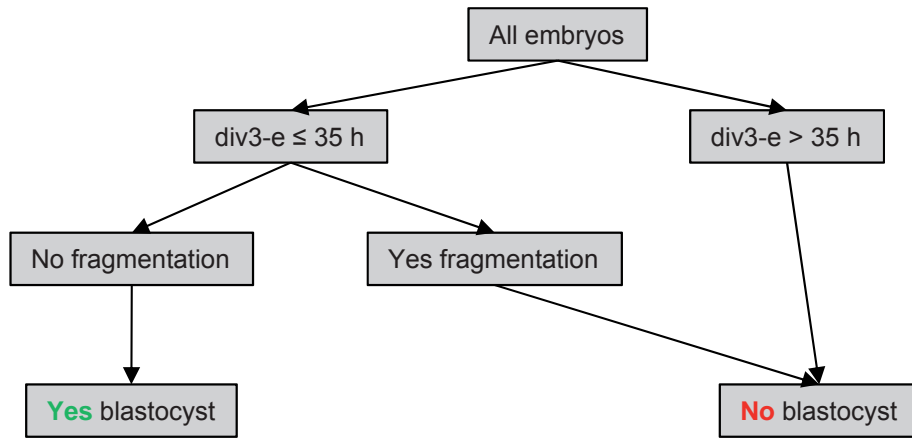 All embryos
div3-e ≤ 35 h
div3-e > 35 h
No fragmentation
Yes fragmentation
Yes blastocyst
No blastocyst